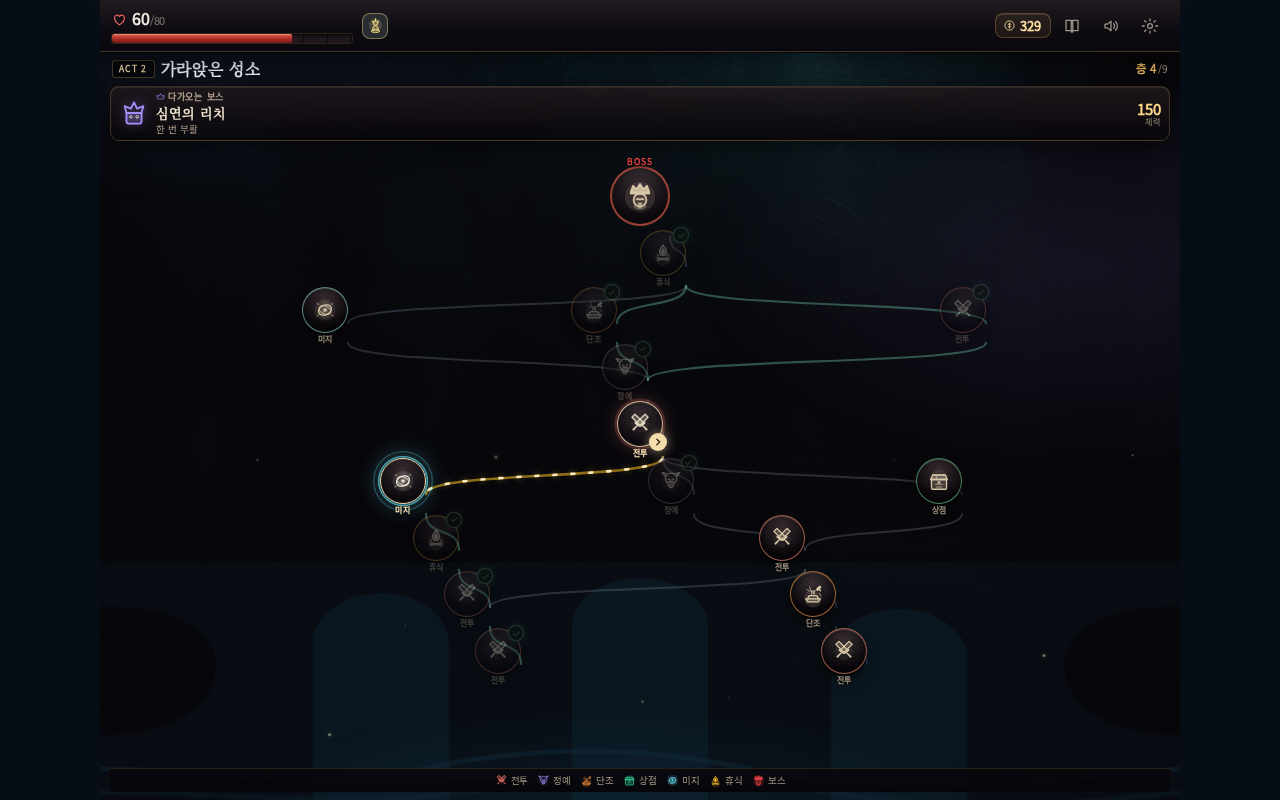 60/80
329
ACT 2 가라앉은 성소
층 4/9
다가오는 보스
심연의 리치
한 번 부활
150
체력
BOSS
휴식
미지
단조
전투
정예
전투
미지
정예
상점
휴식
전투
전투
단조
전투
전투
전투 정예 단조 상점 미지 휴식 보스